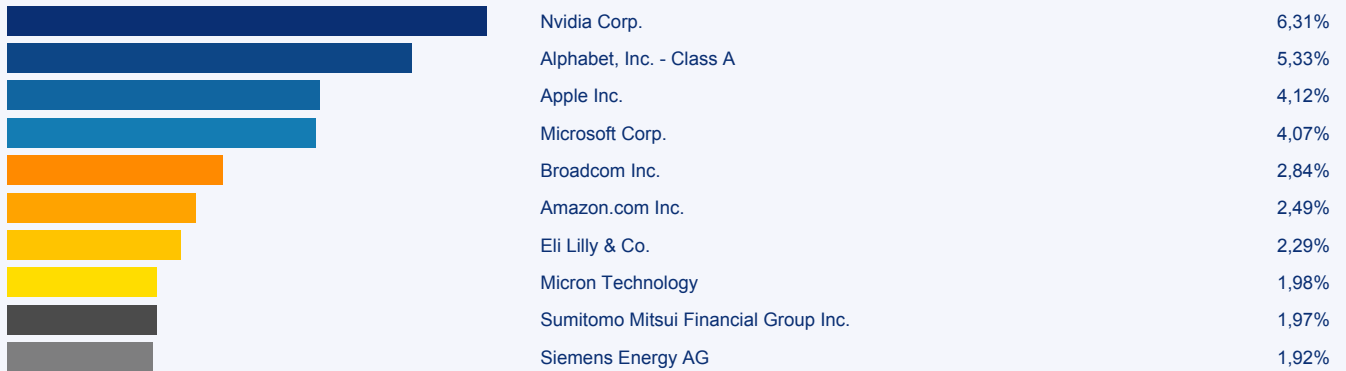 Nvidia Corp. 6,31%
Alphabet, Inc. - Class A 5,33%
Apple Inc. 4,12%
Microsoft Corp. 4,07%
Broadcom Inc. 2,84%
Amazon.com Inc. 2,49%
Eli Lilly & Co. 2,29%
Micron Technology 1,98%
Sumitomo Mitsui Financial Group Inc. 1,97%
Siemens Energy AG 1,92%